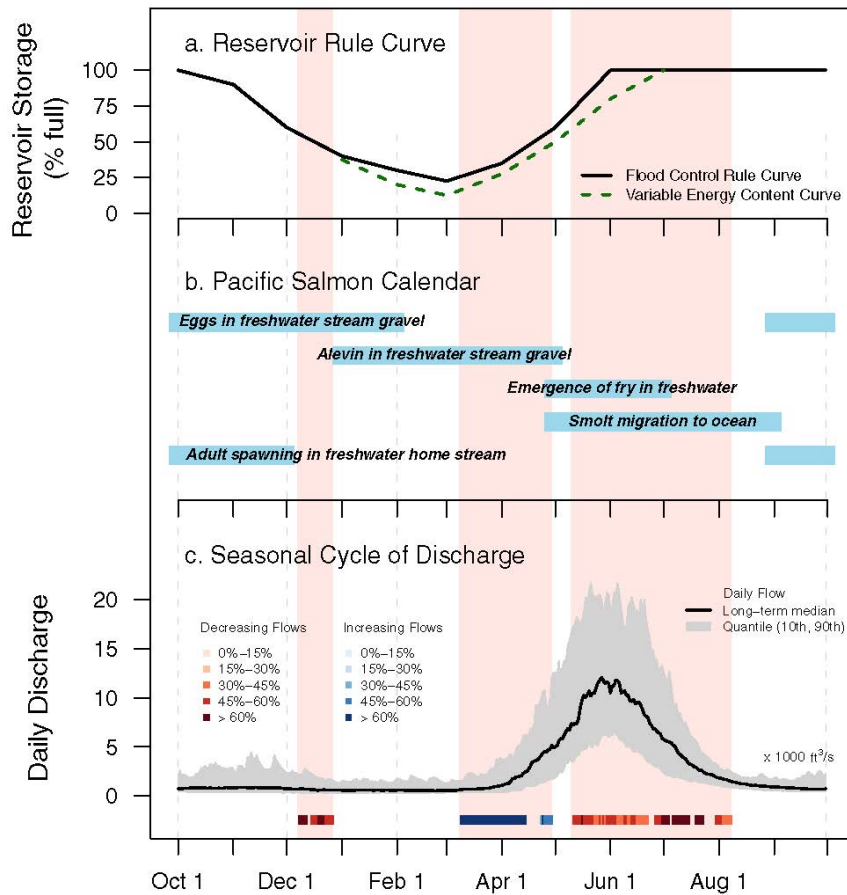 a. Reservoir Rule Curve
Reservoir Storage
(% full)
100
75
50
25
0
Flood Control Rule Curve
Variable Energy Content Curve
b. Pacific Salmon Calendar
Eggs in freshwater stream gravel
Alevin in freshwater stream gravel
Emergence of fry in freshwater
Smolt migration to ocean
Adult spawning in freshwater home stream
c. Seasonal Cycle of Discharge
Daily Discharge
20
15
10
5
0
Decreasing Flows
0%–15%
15%–30%
30%–45%
45%–60%
> 60%
Increasing Flows
0%–15%
15%–30%
30%–45%
45%–60%
> 60%
Daily Flow
Long–term median
Quantile (10th, 90th)
x 1000 ft³/s
Oct 1
Dec 1
Feb 1
Apr 1
Jun 1
Aug 1